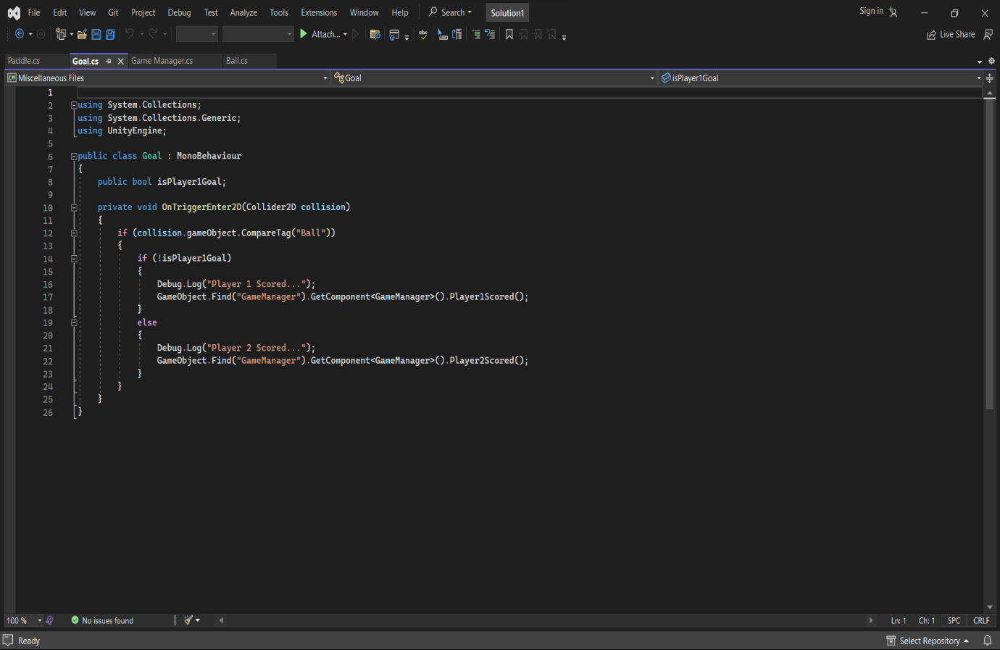 File Edit View Git Project Debug Test Analyze Tools Extensions Window Help Search Solution1 Sign in
Attach... Live Share
Paddle.cs Goal.cs Game Manager.cs Ball.cs
C# Miscellaneous Files Goal isPlayer1Goal
1
2 using System.Collections;
3 using System.Collections.Generic;
4 using UnityEngine;
5
6 public class Goal : MonoBehaviour
7 {
8 public bool isPlayer1Goal;
9
10 private void OnTriggerEnter2D(Collider2D collision)
11 {
12 if (collision.gameObject.CompareTag("Ball"))
13 {
14 if (!isPlayer1Goal)
15 {
16 Debug.Log("Player 1 Scored...");
17 GameObject.Find("GameManager").GetComponent<GameManager>().Player1Scored();
18 }
19 else
20 {
21 Debug.Log("Player 2 Scored...");
22 GameObject.Find("GameManager").GetComponent<GameManager>().Player2Scored();
23 }
24 }
25 }
26 }
100 % No issues found Ln: 1 Ch: 1 SPC CRLF
Ready Select Repository